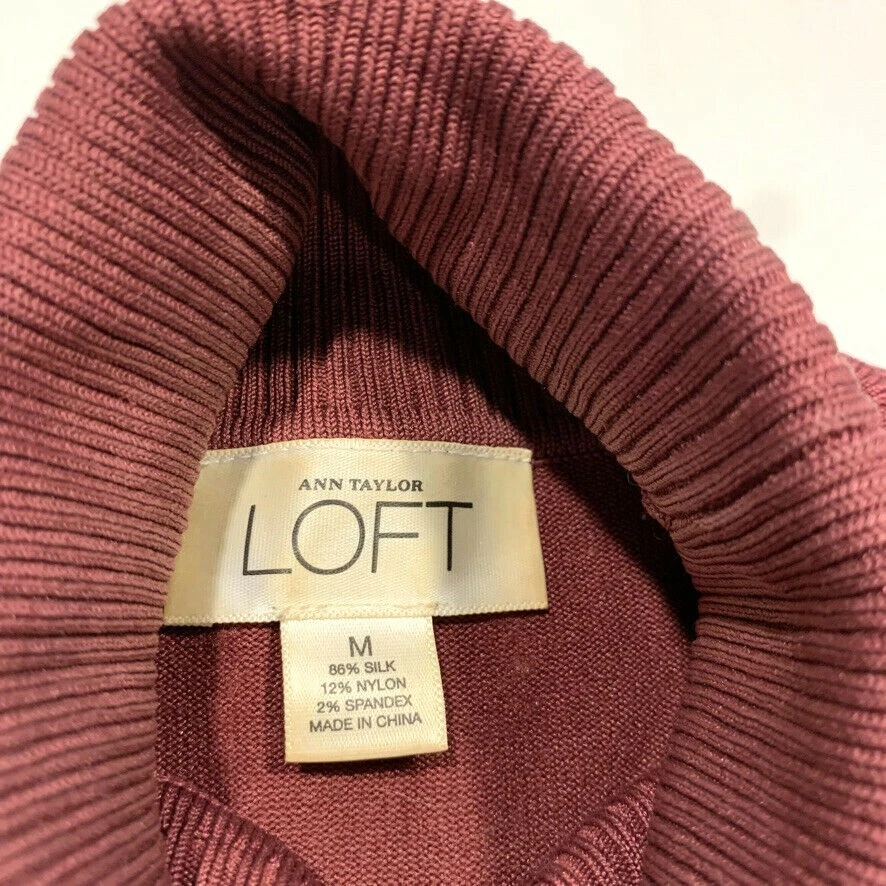 ANN TAYLOR
LOFT
M
86% SILK
12% NYLON
2% SPANDEX
MADE IN CHINA